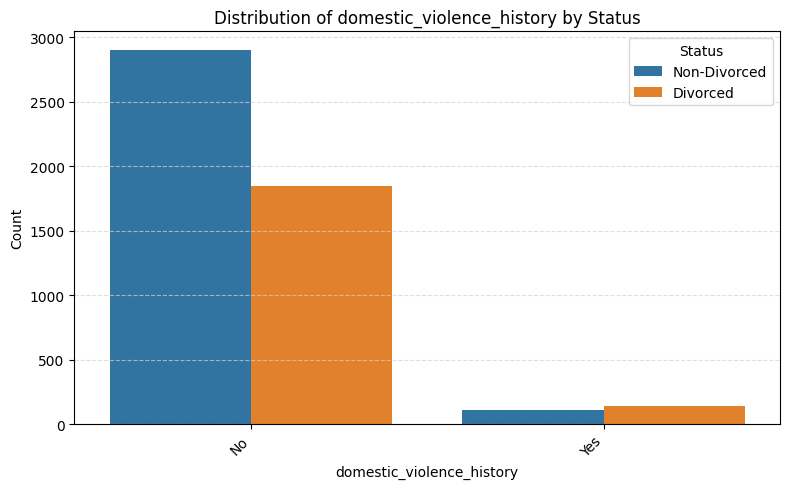 Distribution of domestic_violence_history by Status
Status
Non-Divorced
Divorced
3000
2500
2000
1500
1000
500
0
Count
No
Yes
domestic_violence_history